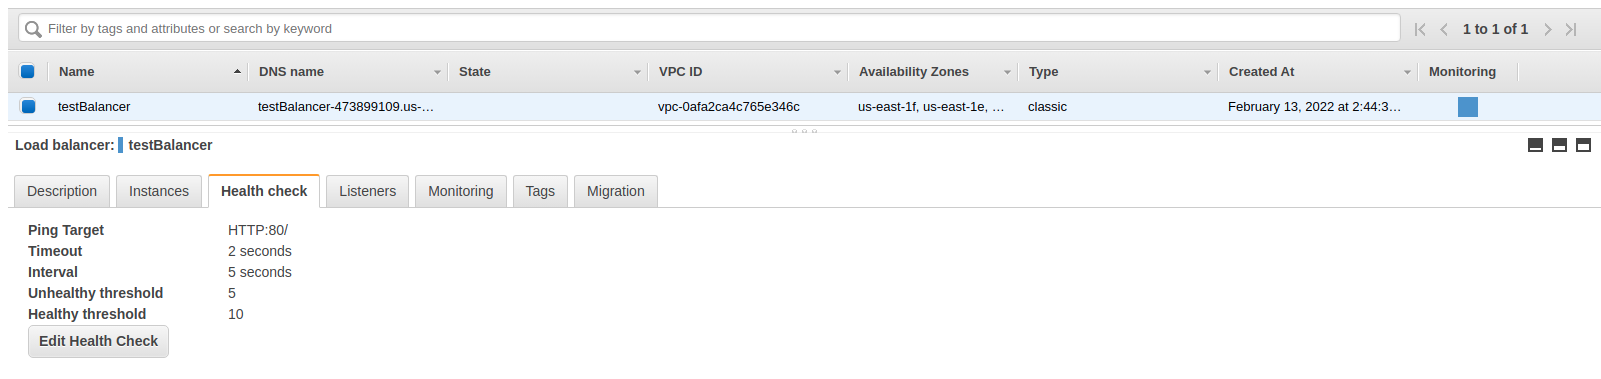 Filter by tags and attributes or search by keyword
1 to 1 of 1
Name DNS name State VPC ID Availability Zones Type Created At Monitoring
testBalancer testBalancer-473899109.us-… vpc-0afa2ca4c765e346c us-east-1f, us-east-1e, … classic February 13, 2022 at 2:44:3…
Load balancer: testBalancer
Description Instances Health check Listeners Monitoring Tags Migration
Ping Target HTTP:80/
Timeout 2 seconds
Interval 5 seconds
Unhealthy threshold 5
Healthy threshold 10
Edit Health Check